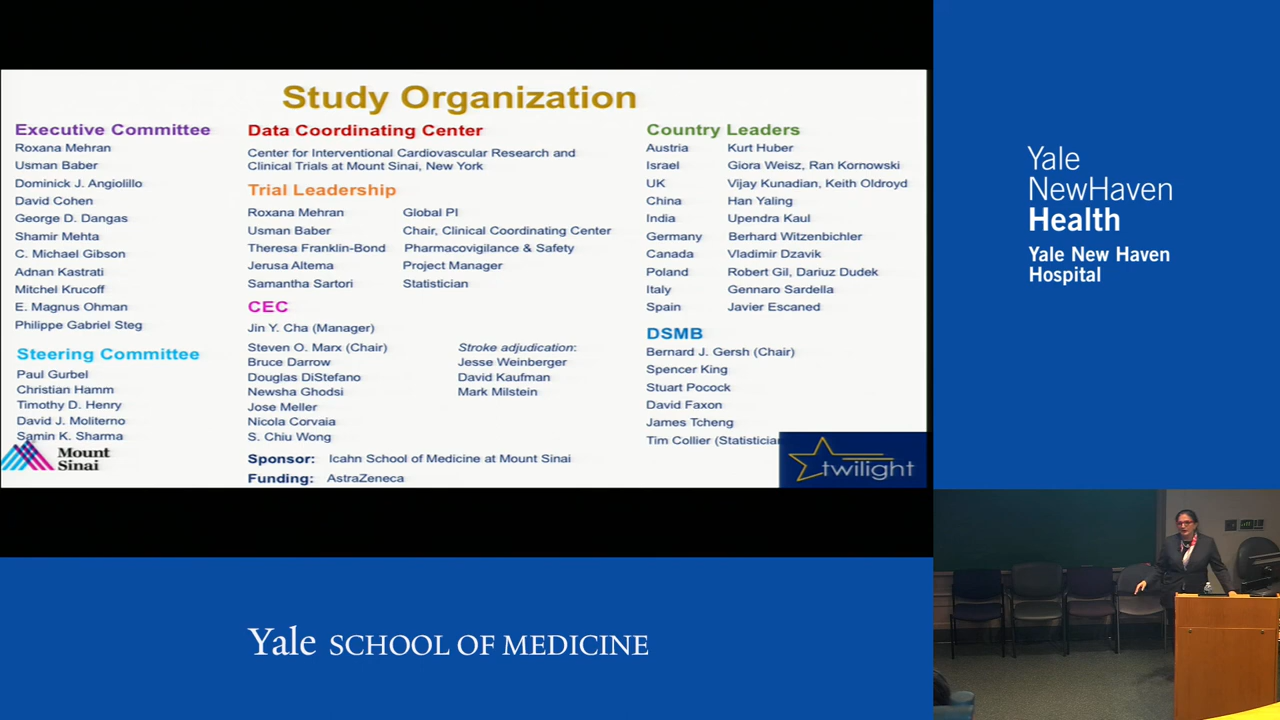 Study Organization
Executive Committee
Roxana Mehran
Usman Baber
Dominick J. Angiolillo
David Cohen
George D. Dangas
Shamir Mehta
C. Michael Gibson
Adnan Kastrati
Mitchel Krucoff
E. Magnus Ohman
Philippe Gabriel Steg
Steering Committee
Paul Gurbel
Christian Hamm
Timothy D. Henry
David J. Moliterno
Samin K. Sharma
Mount
Sinai
Data Coordinating Center
Center for Interventional Cardiovascular Research and
Clinical Trials at Mount Sinai, New York
Trial Leadership
Roxana Mehran Global PI
Usman Baber Chair, Clinical Coordinating Center
Theresa Franklin-Bond Pharmacovigilance & Safety
Jerusa Altema Project Manager
Samantha Sartori Statistician
CEC
Jin Y. Cha (Manager)
Steven O. Marx (Chair) Stroke adjudication:
Bruce Darrow Jesse Weinberger
Douglas DiStefano David Kaufman
Newsha Ghodsi Mark Milstein
Jose Meller
Nicola Corvaia
S. Chiu Wong
Sponsor: Icahn School of Medicine at Mount Sinai
Funding: AstraZeneca
Country Leaders
Austria Kurt Huber
Israel Giora Weisz, Ran Kornowski
UK Vijay Kunadian, Keith Oldroyd
China Han Yaling
India Upendra Kaul
Germany Berhard Witzenbichler
Canada Vladimir Dzavik
Poland Robert Gil, Dariuz Dudek
Italy Gennaro Sardella
Spain Javier Escaned
DSMB
Bernard J. Gersh (Chair)
Spencer King
Stuart Pocock
David Faxon
James Tcheng
Tim Collier (Statistician
twilight
Yale
NewHaven
Health
Yale New Haven
Hospital
Yale SCHOOL OF MEDICINE